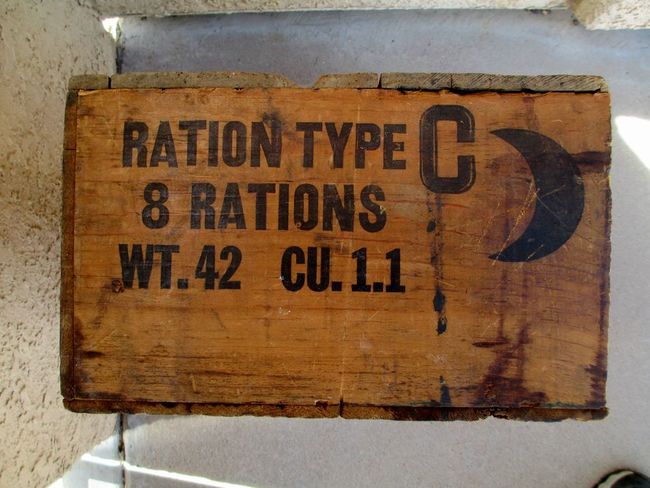 RATION TYPE C
8 RATIONS
WT. 42 CU. 1.1